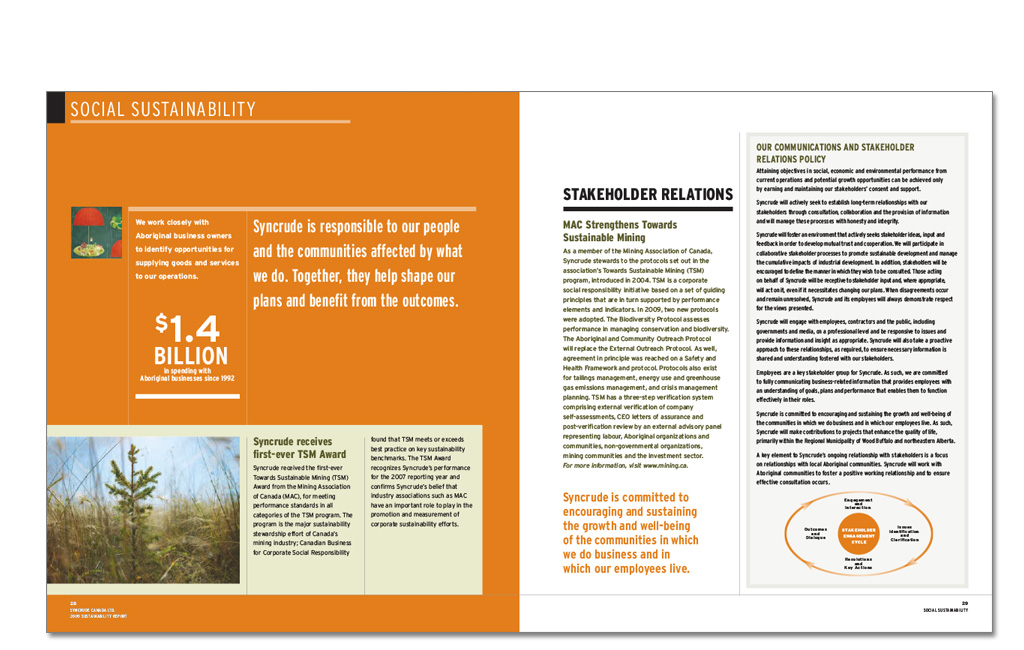 SOCIAL SUSTAINABILITY
We work closely with
Aboriginal business owners
to identify opportunities for
supplying goods and services
to our operations.
$1.4
BILLION
in spending with
Aboriginal businesses since 1992
Syncrude is responsible to our people
and the communities affected by what
we do. Together, they help shape our
plans and benefit from the outcomes.
Syncrude receives
first-ever TSM Award
Syncrude received the first-ever
Towards Sustainable Mining (TSM)
Award from the Mining Association
of Canada (MAC), for meeting
performance standards in all
categories of the TSM program. The
program is the major sustainability
stewardship effort of Canada's
mining industry; Canadian Business
for Corporate Social Responsibility
found that TSM meets or exceeds
best practice on key sustainability
benchmarks. The TSM Award
recognizes Syncrude's performance
for the 2007 reporting year and
confirms Syncrude's belief that
industry associations such as MAC
have an important role to play in the
promotion and measurement of
corporate sustainability efforts.
28
SYNCRUDE CANADA LTD.
2009 SUSTAINABILITY REPORT
STAKEHOLDER RELATIONS
MAC Strengthens Towards
Sustainable Mining
As a member of the Mining Association of Canada,
Syncrude stewards to the protocols set out in the
association's Towards Sustainable Mining (TSM)
program, introduced in 2004. TSM is a corporate
social responsibility initiative based on a set of guiding
principles that are in turn supported by performance
elements and indicators. In 2009, two new protocols
were adopted. The Biodiversity Protocol assesses
performance in managing conservation and biodiversity.
The Aboriginal and Community Outreach Protocol
will replace the External Outreach Protocol. As well,
agreement in principle was reached on a Safety and
Health Framework and protocol. Protocols also exist
for tailings management, energy use and greenhouse
gas emissions management, and crisis management
planning. TSM has a three-step verification system
comprising external verification of company
self-assessments, CEO letters of assurance and
post-verification review by an external advisory panel
representing labour, Aboriginal organizations and
communities, non-governmental organizations,
mining communities and the investment sector.
For more information, visit www.mining.ca.
Syncrude is committed to
encouraging and sustaining
the growth and well-being
of the communities in which
we do business and in
which our employees live.
OUR COMMUNICATIONS AND STAKEHOLDER
RELATIONS POLICY
Attaining objectives in social, economic and environmental performance from
current operations and potential growth opportunities can be achieved only
by earning and maintaining our stakeholders' consent and support.
Syncrude will actively seek to establish long-term relationships with our
stakeholders through consultation, collaboration and the provision of information
and will manage these processes with honesty and integrity.
Syncrude will foster an environment that actively seeks stakeholder ideas, input and
feedback in order to develop mutual trust and cooperation. We will participate in
collaborative stakeholder processes to promote sustainable development and manage
the cumulative impacts of industrial development. In addition, stakeholders will be
encouraged to define the manner in which they wish to be consulted. Those acting
on behalf of Syncrude will be receptive to stakeholder input and, where appropriate,
will act on it, even if it necessitates changing our plans. When disagreements occur
and remain unresolved, Syncrude and its employees will always demonstrate respect
for the views presented.
Syncrude will engage with employees, contractors and the public, including
governments and media, on a professional level and be responsive to issues and
provide information and insight as appropriate. Syncrude will also take a proactive
approach to these relationships, as required, to ensure necessary information is
shared and understanding fostered with our stakeholders.
Employees are a key stakeholder group for Syncrude. As such, we are committed
to fully communicating business-related information that provides employees with
an understanding of goals, plans and performance that enables them to function
effectively in their roles.
Syncrude is committed to encouraging and sustaining the growth and well-being of
the communities in which we do business and in which our employees live. As such,
Syncrude will make contributions to projects that enhance the quality of life,
primarily within the Regional Municipality of Wood Buffalo and northeastern Alberta.
A key element to Syncrude's ongoing relationship with stakeholders is a focus
on relationships with local Aboriginal communities. Syncrude will work with
Aboriginal communities to foster a positive working relationship and to ensure
effective consultation occurs.
Engagement
and
Interaction
Outcomes
and
Dialogue
STAKEHOLDER
ENGAGEMENT
CYCLE
Issues
Identification
and
Clarification
Resolutions
and
Key Actions
29
SOCIAL SUSTAINABILITY